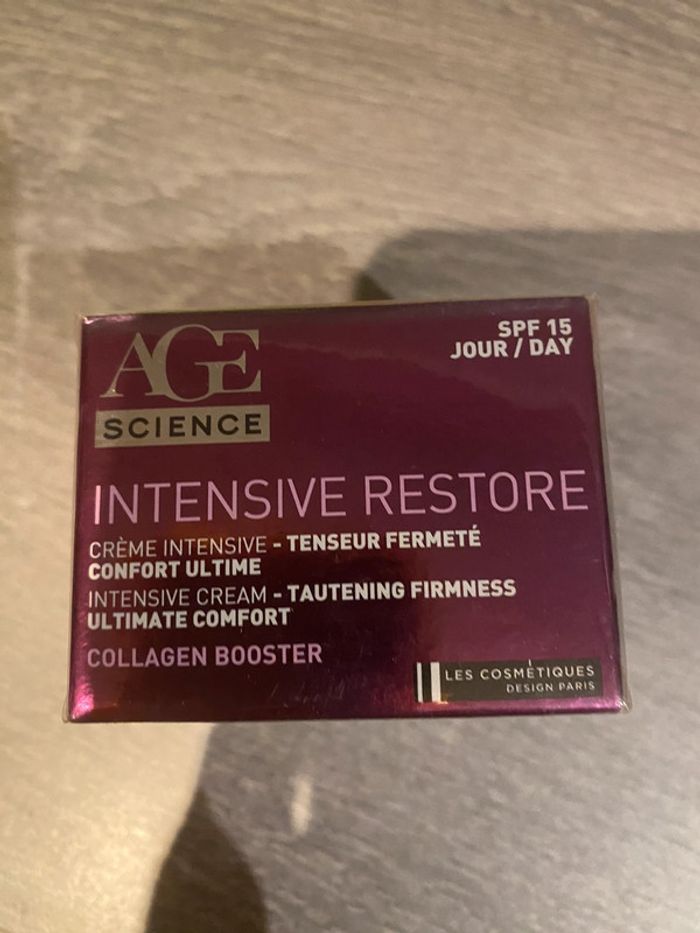 AGE
SCIENCE
SPF 15
JOUR / DAY
INTENSIVE RESTORE
CRÈME INTENSIVE - TENSEUR FERMETÉ
CONFORT ULTIME
INTENSIVE CREAM - TAUTENING FIRMNESS
ULTIMATE COMFORT
COLLAGEN BOOSTER
LES COSMÉTIQUES
DESIGN PARIS